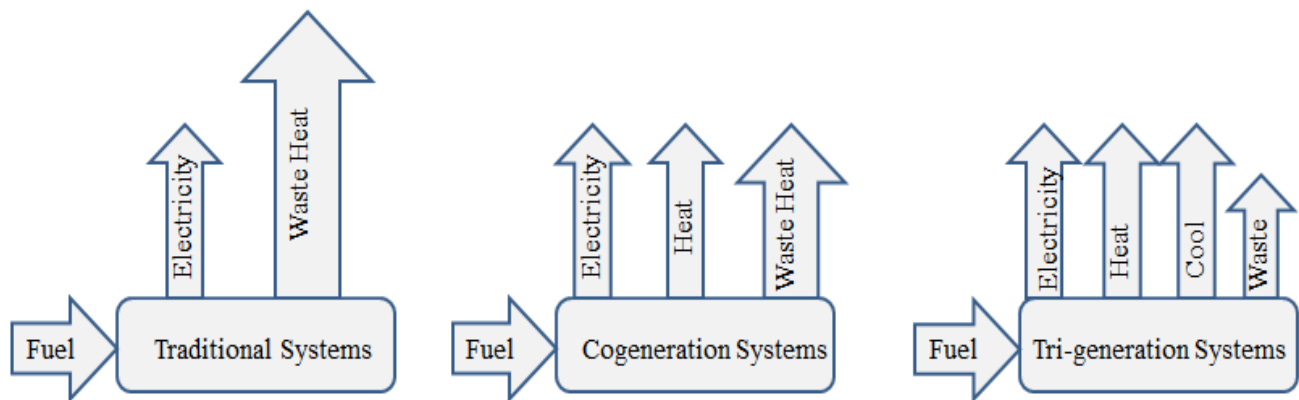 Electricity
Waste Heat
Fuel
Traditional Systems
Electricity
Heat
Waste Heat
Fuel
Cogeneration Systems
Electricity
Heat
Cool
Waste
Fuel
Tri-generation Systems